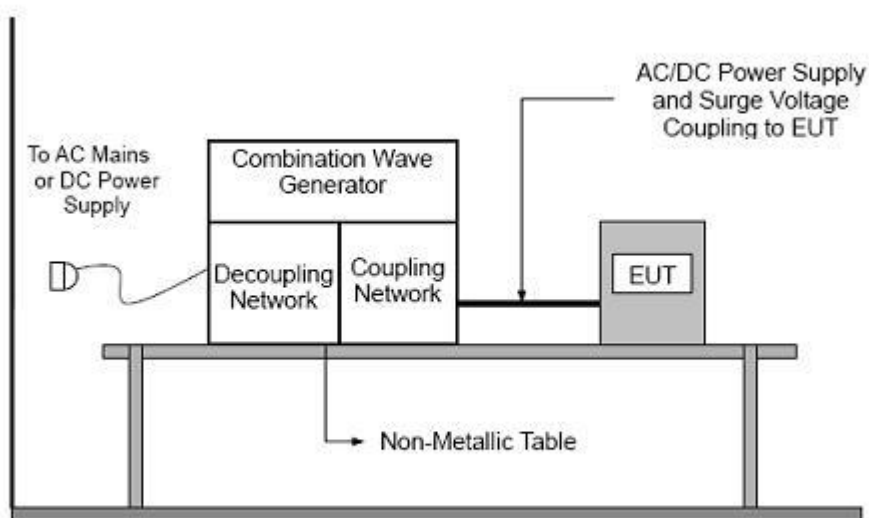 AC/DC Power Supply
and Surge Voltage
Coupling to EUT
To AC Mains
or DC Power
Supply
Combination Wave
Generator
Decoupling
Network
Coupling
Network
EUT
Non-Metallic Table